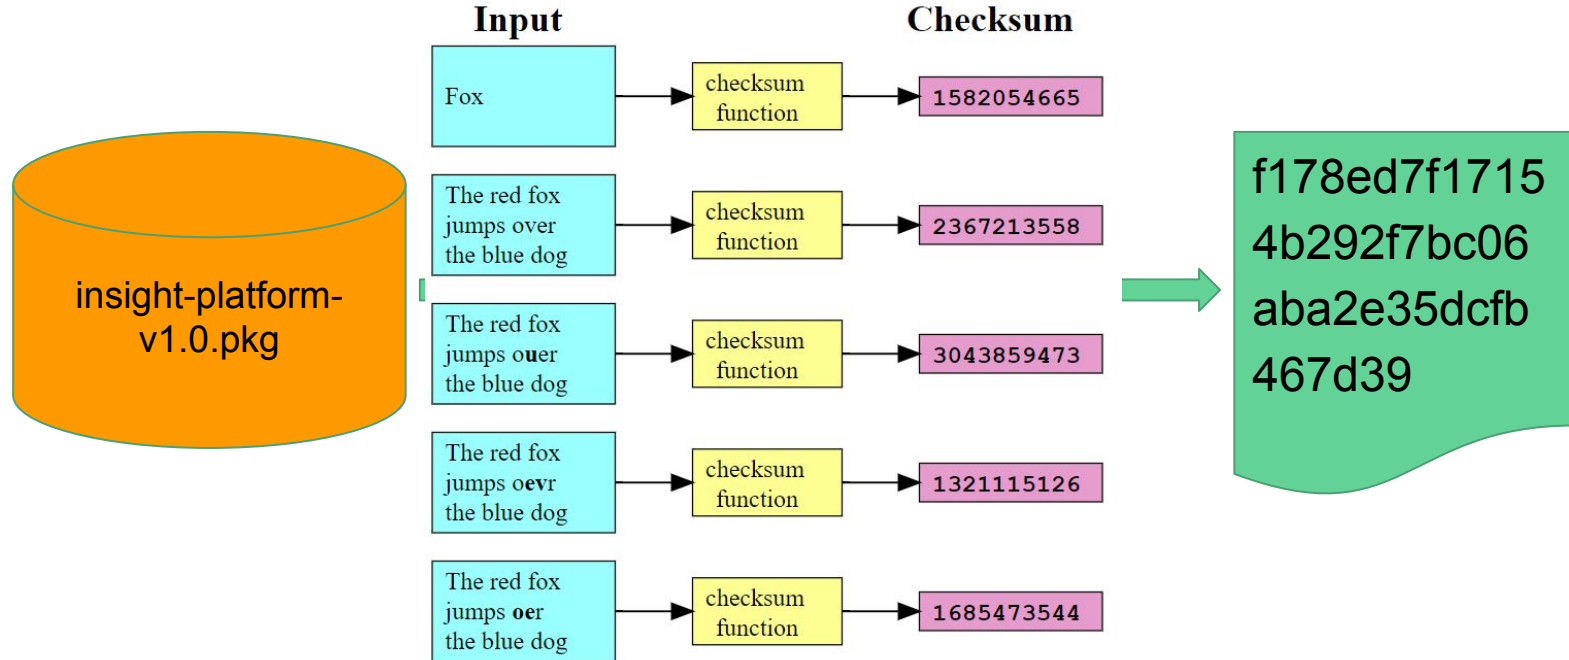 Input
Checksum
Fox
checksum
function
1582054665
The red fox
jumps over
the blue dog
checksum
function
2367213558
The red fox
jumps ouer
the blue dog
checksum
function
3043859473
The red fox
jumps oevr
the blue dog
checksum
function
1321115126
The red fox
jumps oer
the blue dog
checksum
function
1685473544
insight-platform-
v1.0.pkg
f178ed7f1715
4b292f7bc06
aba2e35dcfb
467d39